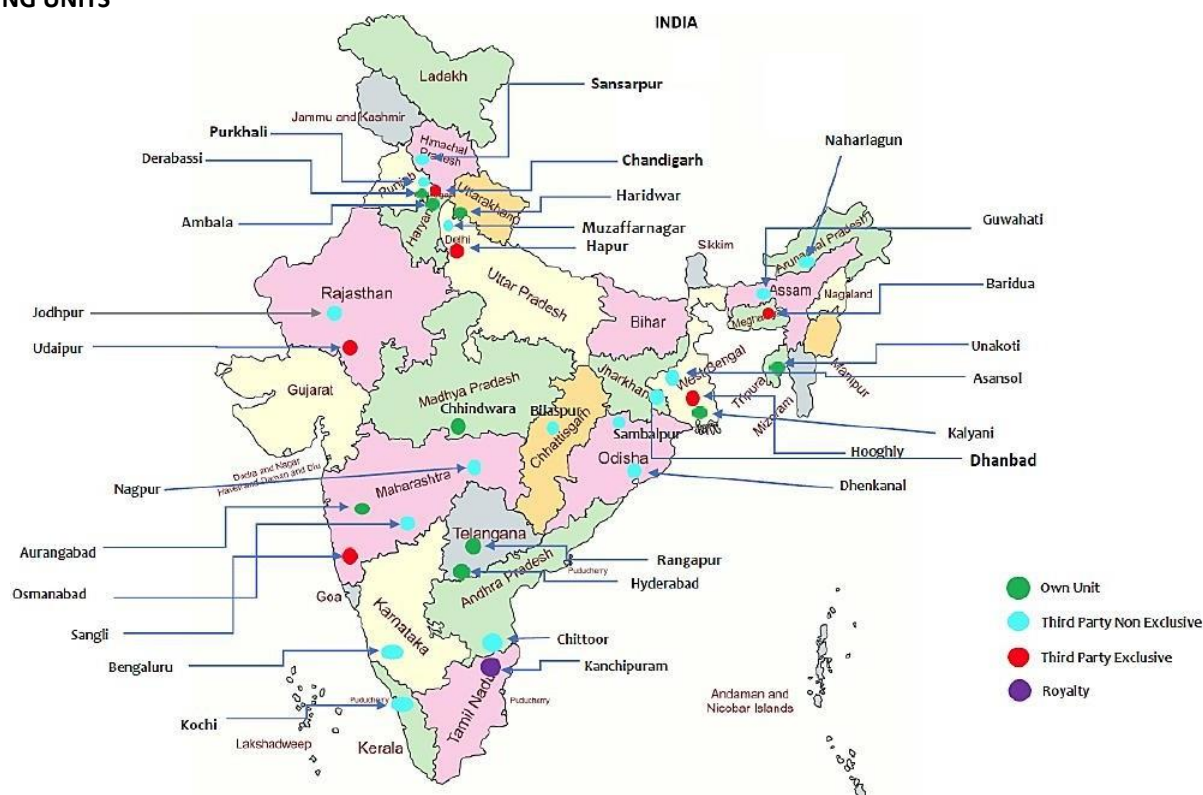 NG UNITS
INDIA
Ladakh
Sansarpur
Jammu and Kashmir
Purkhali
Himachal
Pradesh
Naharlagun
Derabassi
Chandigarh
Punjab
Uttarakhand
Haridwar
Ambala
Haryana
Muzaffarnagar
Guwahati
Delhi
Hapur
Arunachal Pradesh
Sikkim
Uttar Pradesh
Baridua
Rajasthan
Assam
Nagaland
Jodhpur
Bihar
Meghalaya
Udaipur
Unakoti
West Bengal
Asansol
Jharkhand
Tripura
Manipur
Mizoram
Gujarat
Madhya Pradesh
Chhindwara
Bilaspur
Chhattisgarh
Sambalpur
Kalyani
Hooghly
Odisha
Dhanbad
Dadra and Nagar
Haveli and Daman and Diu
Nagpur
Maharashtra
Dhenkanal
Aurangabad
Telangana
Rangapur
Puducherry
Hyderabad
Andhra Pradesh
Osmanabad
Goa
Karnataka
Sangli
Chittoor
Bengaluru
Kanchipuram
Tamil Nadu
Puducherry
Puducherry
Kochi
Lakshadweep
Kerala
Andaman and
Nicobar Islands
Own Unit
Third Party Non Exclusive
Third Party Exclusive
Royalty